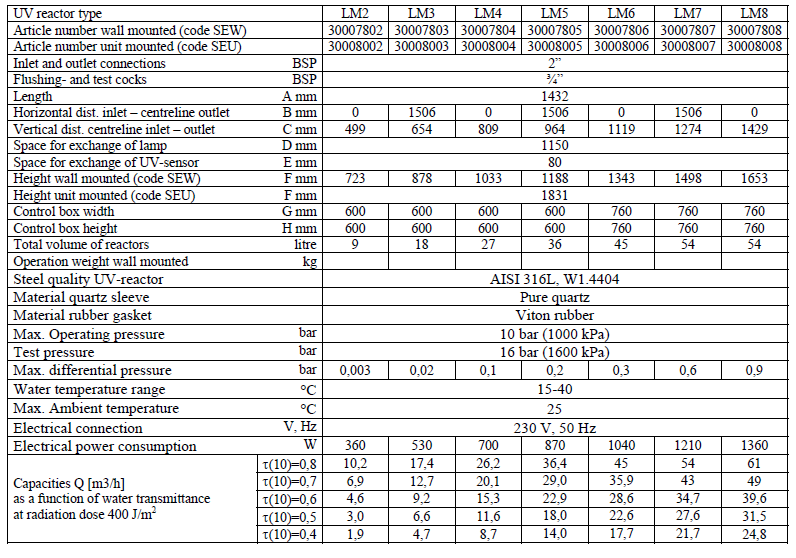 UV reactor type LM2 LM3 LM4 LM5 LM6 LM7 LM8
Article number wall mounted (code SEW) 30007802 30007803 30007804 30007805 30007806 30007807 30007808
Article number unit mounted (code SEU) 30008002 30008003 30008004 30008005 30008006 30008007 30008008
Inlet and outlet connections BSP 2”
Flushing- and test cocks BSP ¾”
Length A mm 1432
Horizontal dist. inlet – centreline outlet B mm 0 1506 0 1506 0 1506 0
Vertical dist. centreline inlet – outlet C mm 499 654 809 964 1119 1274 1429
Space for exchange of lamp D mm 1150
Space for exchange of UV-sensor E mm 80
Height wall mounted (code SEW) F mm 723 878 1033 1188 1343 1498 1653
Height unit mounted (code SEU) F mm 1831
Control box width G mm 600 600 600 600 760 760 760
Control box height H mm 600 600 600 600 760 760 760
Total volume of reactors litre 9 18 27 36 45 54 54
Operation weight wall mounted kg
Steel quality UV-reactor AISI 316L, W1.4404
Material quartz sleeve Pure quartz
Material rubber gasket Viton rubber
Max. Operating pressure bar 10 bar (1000 kPa)
Test pressure bar 16 bar (1600 kPa)
Max. differential pressure bar 0,003 0,02 0,1 0,2 0,3 0,6 0,9
Water temperature range °C 15-40
Max. Ambient temperature °C 25
Electrical connection V, Hz 230 V, 50 Hz
Electrical power consumption W 360 530 700 870 1040 1210 1360
Capacities Q [m3/h]
as a function of water transmittance
at radiation dose 400 J/m²
τ(10)=0,8 10,2 17,4 26,2 36,4 45 54 61
τ(10)=0,7 6,9 12,7 20,1 29,0 35,9 43 49
τ(10)=0,6 4,6 9,2 15,3 22,9 28,6 34,7 39,6
τ(10)=0,5 3,0 6,6 11,6 18,0 22,6 27,6 31,5
τ(10)=0,4 1,9 4,7 8,7 14,0 17,7 21,7 24,8